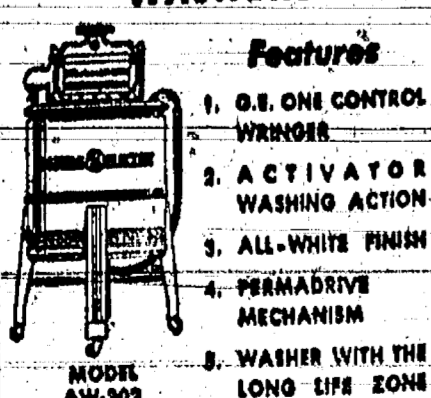 Features
1. G.E. ONE CONTROL
WRINGER
2. ACTIVATOR
WASHING ACTION
3. ALL-WHITE FINISH
4. PERMADRIVE
MECHANISM
5. WASHER WITH THE
LONG LIFE ZONE
MODEL